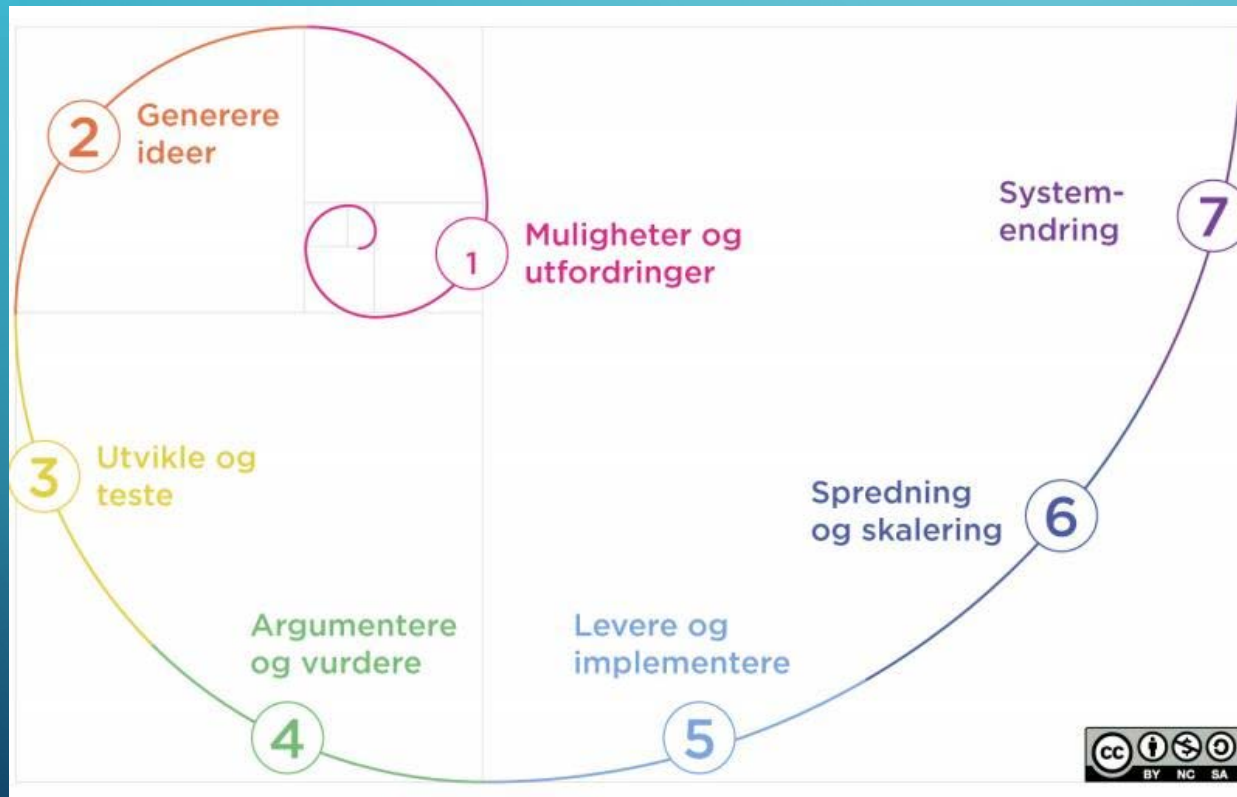 1
Muligheter og
utfordringer
2
Generere
ideer
3
Utvikle og
teste
4
Argumentere
og vurdere
5
Levere og
implementere
6
Spredning
og skalering
7
System-
endring
cc
BY NC SA